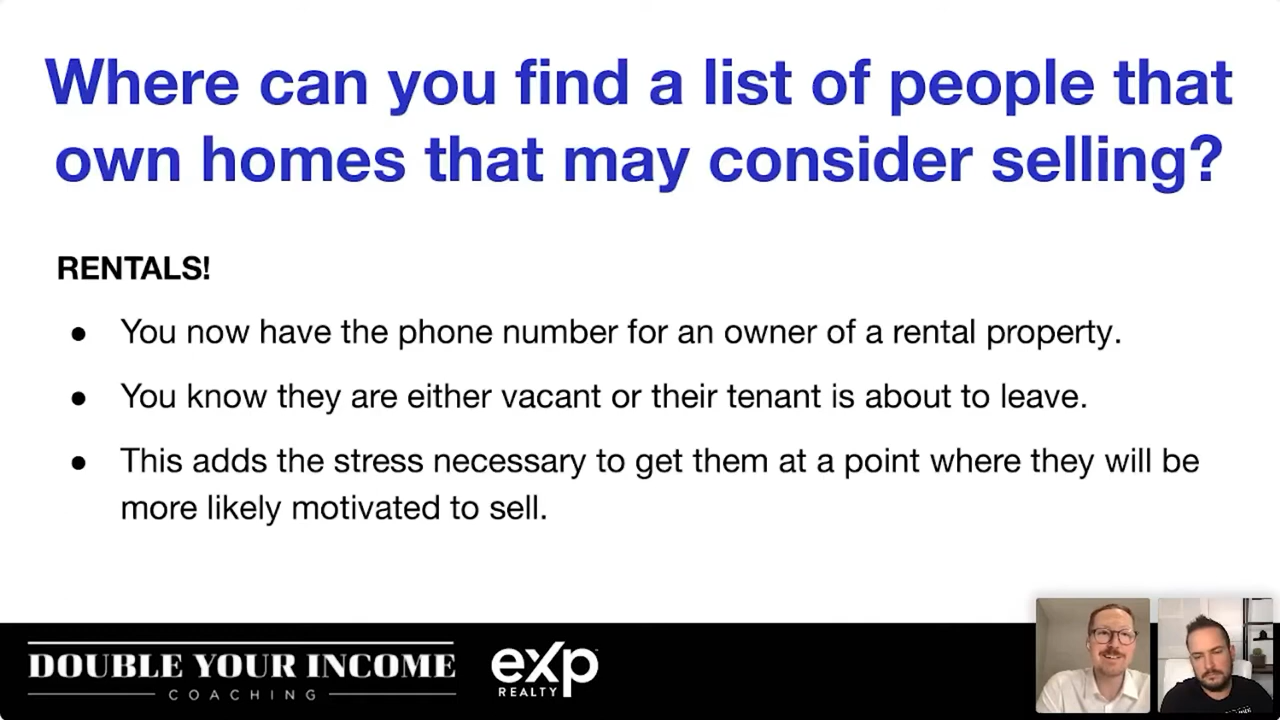 Where can you find a list of people that
own homes that may consider selling?
RENTALS!
● You now have the phone number for an owner of a rental property.
● You know they are either vacant or their tenant is about to leave.
● This adds the stress necessary to get them at a point where they will be
more likely motivated to sell.
DOUBLE YOUR INCOME
COACHING
eXp
REALTY